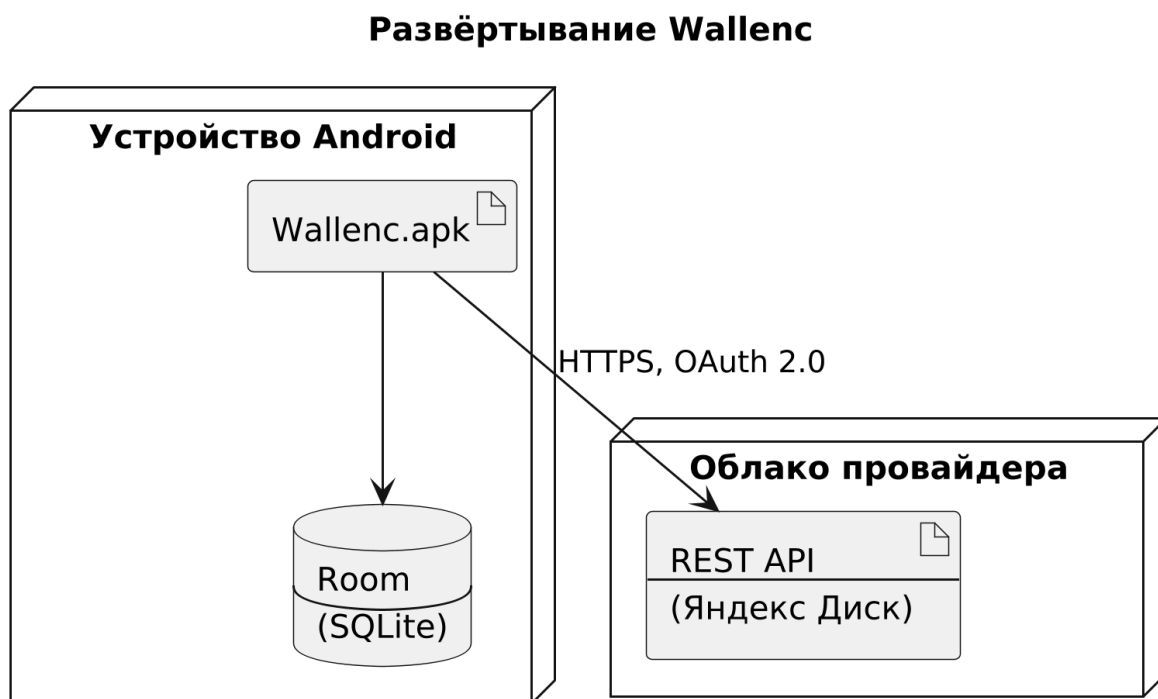 Развёртывание Wallenc
Устройство Android
Wallenc.apk
HTTPS, OAuth 2.0
Облако провайдера
REST API
(Яндекс Диск)
Room
(SQLite)